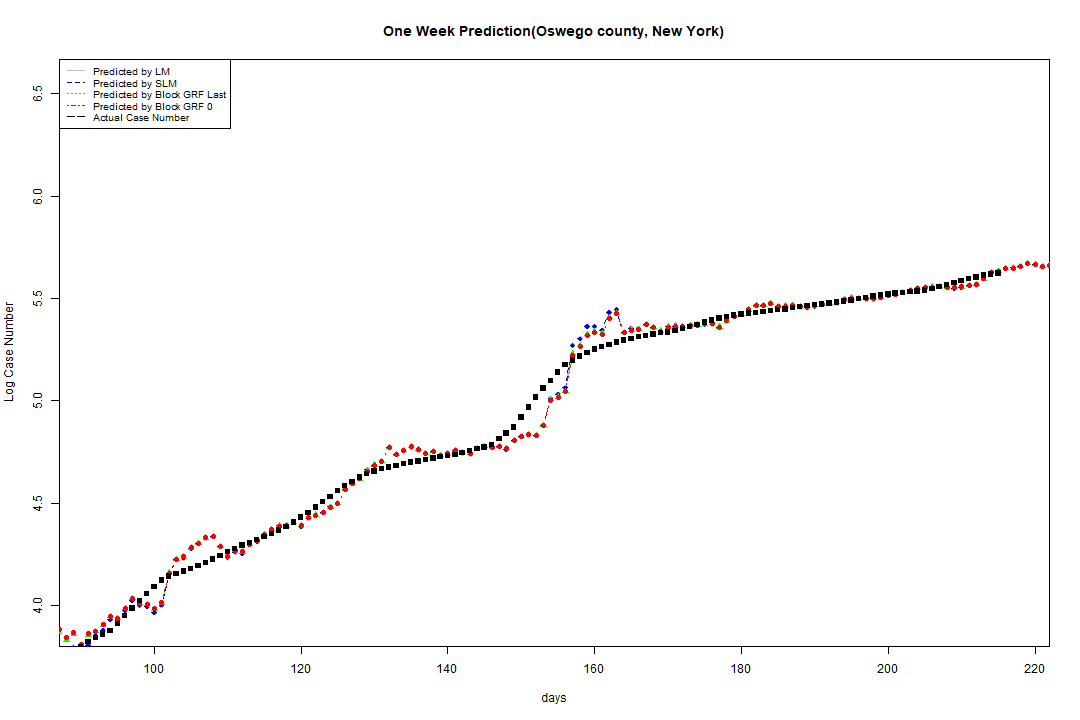 One Week Prediction(Oswego county, New York)
Predicted by LM
Predicted by SLM
Predicted by Block GRF Last
Predicted by Block GRF 0
Actual Case Number
6.5
6.0
5.5
5.0
4.5
4.0
Log Case Number
100 120 140 160 180 200 220
days